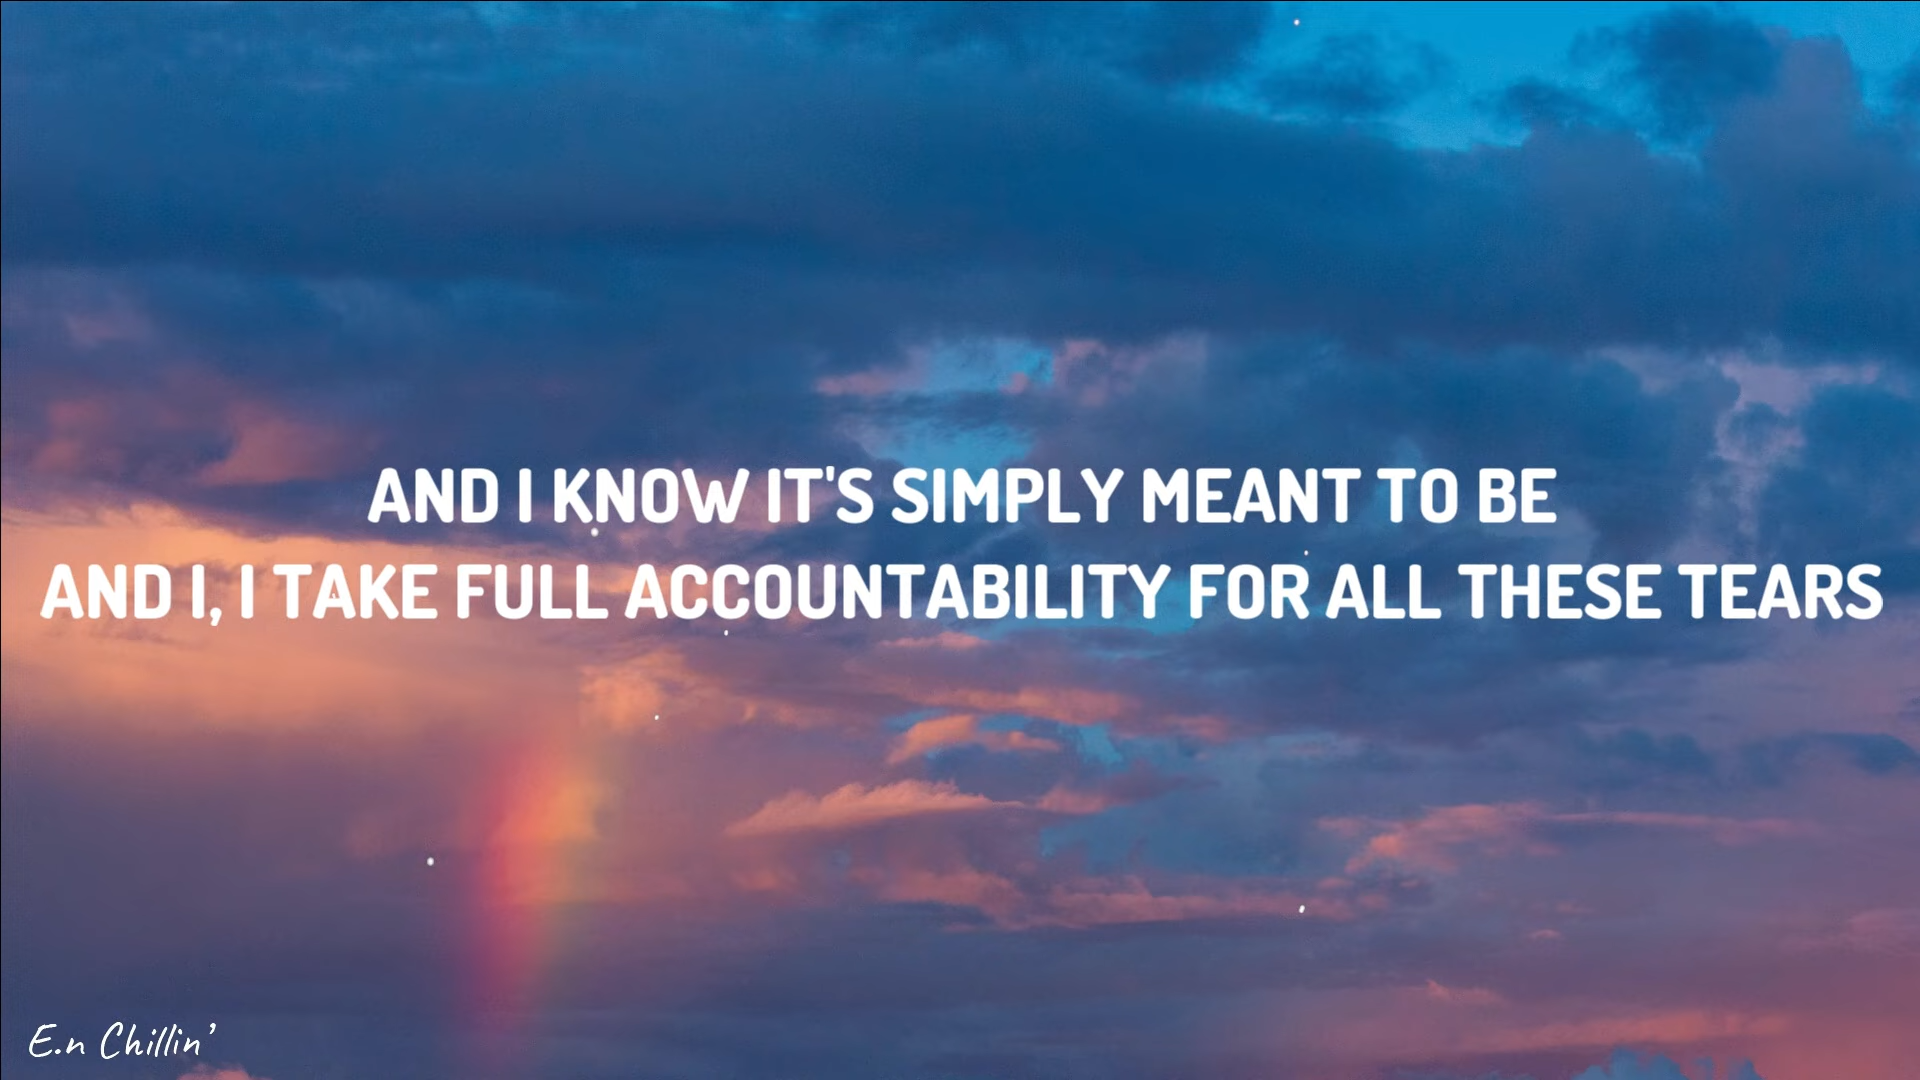 AND I KNOW IT'S SIMPLY MEANT TO BE
AND I, I TAKE FULL ACCOUNTABILITY FOR ALL THESE TEARS
E.n Chillin'